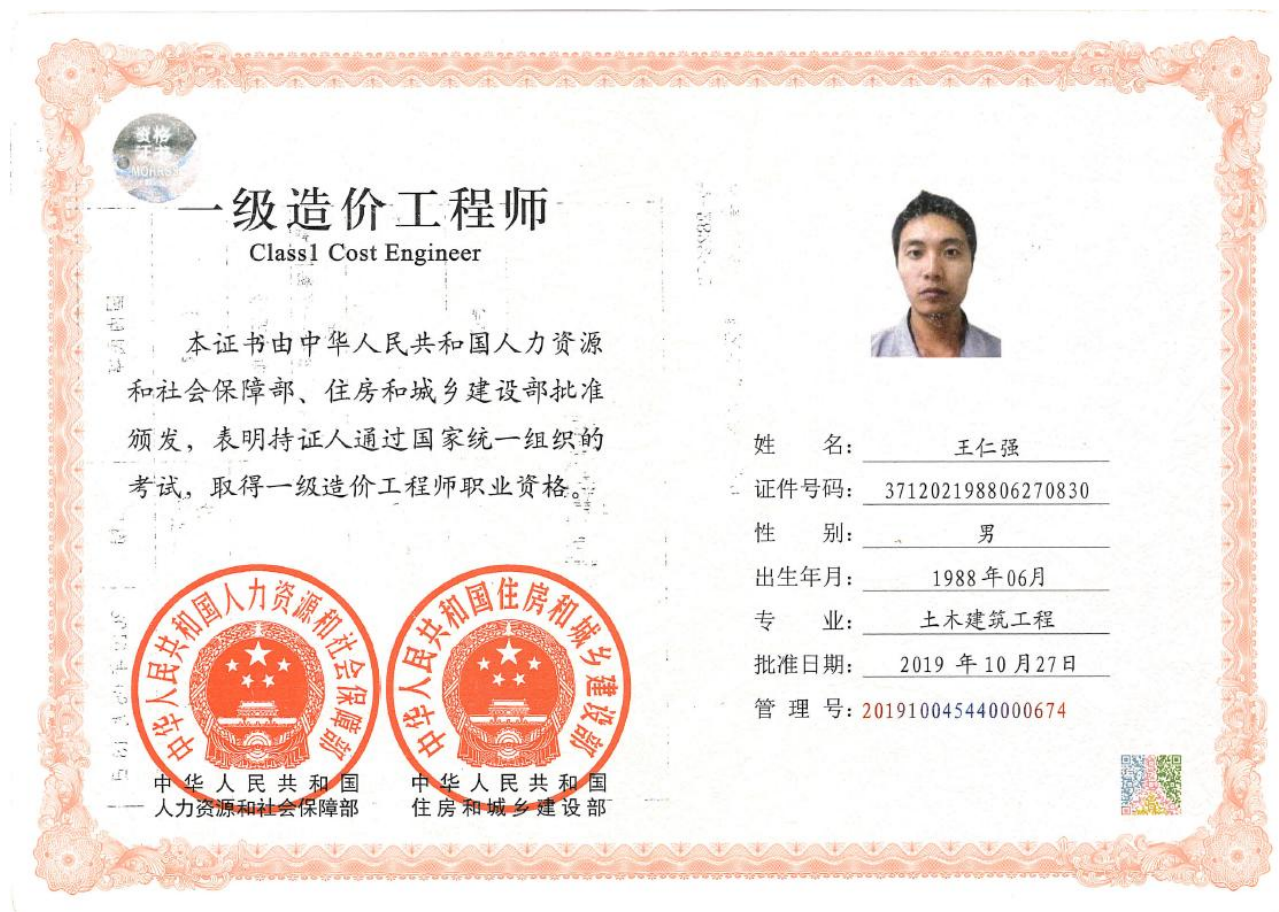 资格
证书
MOHRSS
一级造价工程师
Class1 Cost Engineer
本证书由中华人民共和国人力资源
和社会保障部、住房和城乡建设部批准
颁发，表明持证人通过国家统一组织的
考试，取得一级造价工程师职业资格。
中华人民共和国人力资源和社会保障部
中华人民共和国住房和城乡建设部
中华人民共和国
人力资源和社会保障部
中华人民共和国
住房和城乡建设部
姓 名：王仁强
证件号码：371202198806270830
性 别：男
出生年月：1988年06月
专 业：土木建筑工程
批准日期：2019 年 10 月 27日
管 理 号：201910045440000674